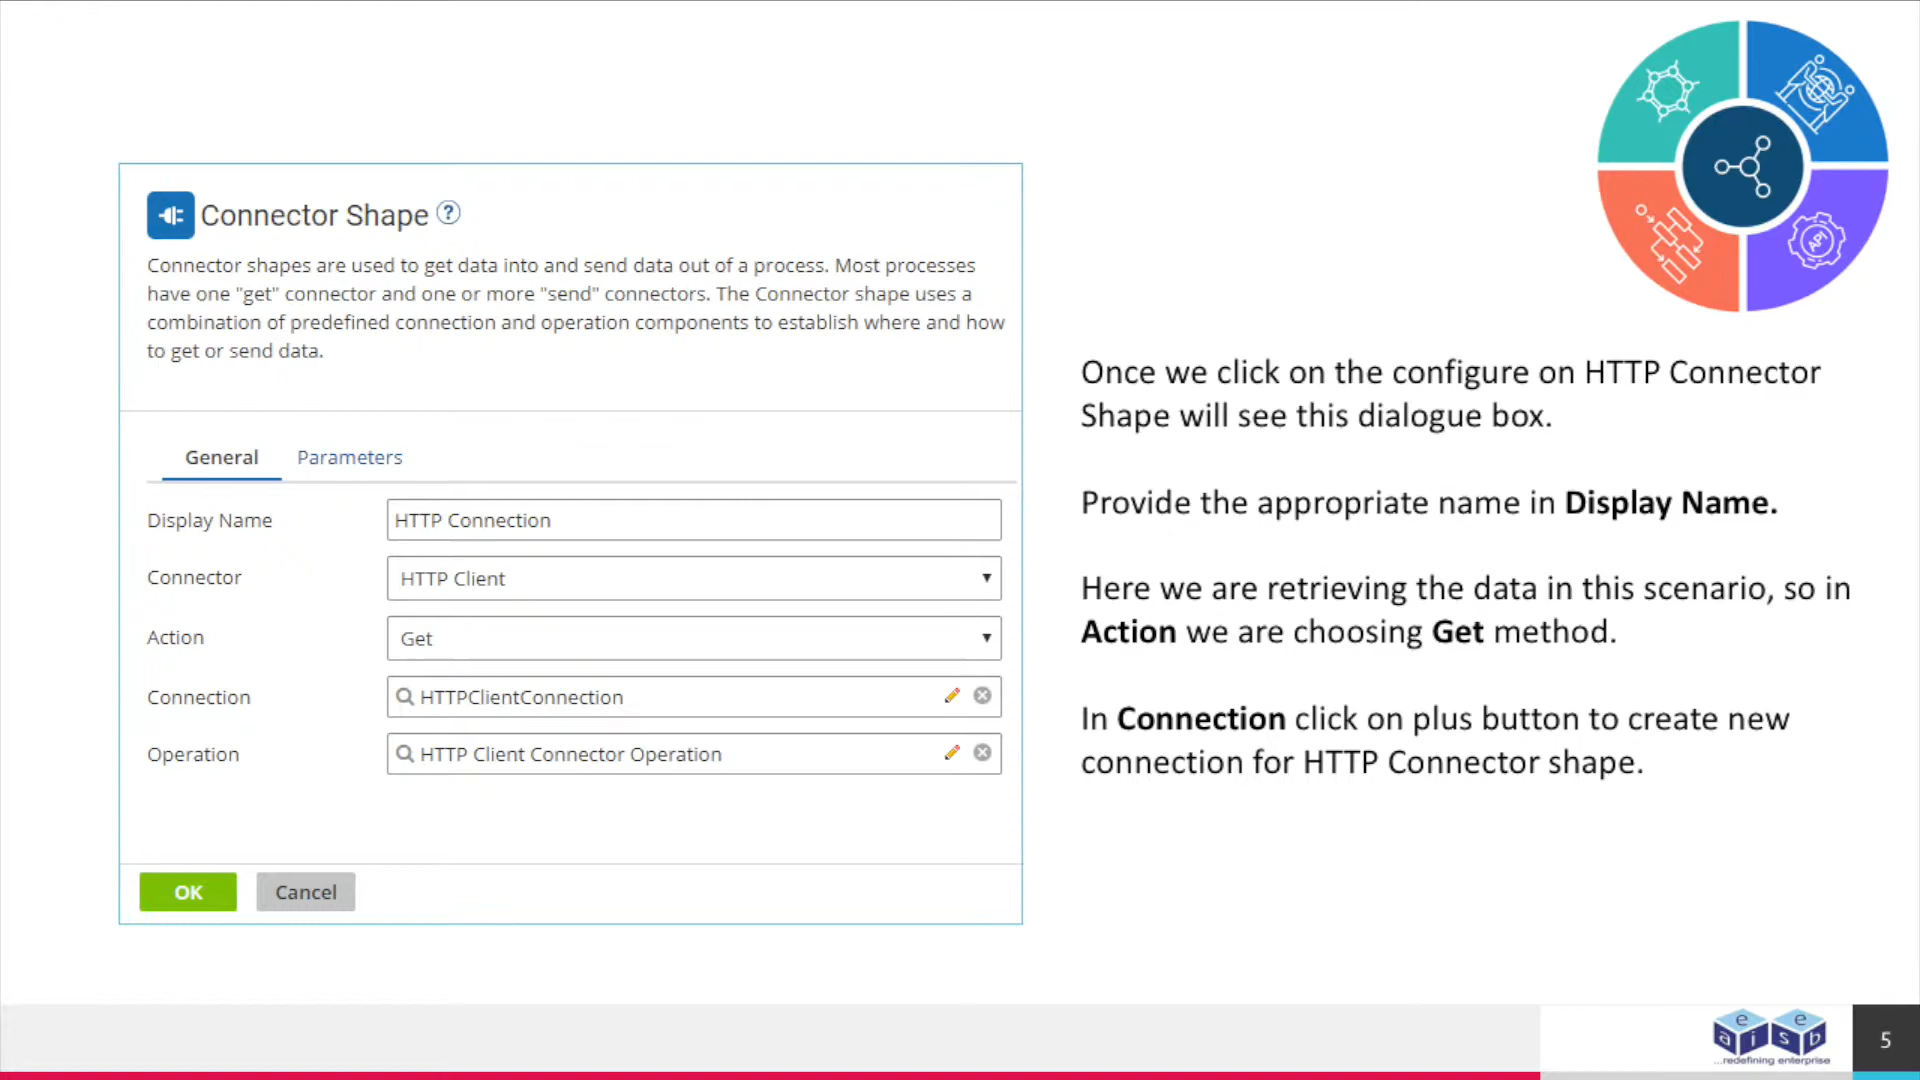 Connector Shape ?
Connector shapes are used to get data into and send data out of a process. Most processes
have one "get" connector and one or more "send" connectors. The Connector shape uses a
combination of predefined connection and operation components to establish where and how
to get or send data.
General Parameters
Display Name HTTP Connection
Connector HTTP Client
Action Get
Connection HTTPClientConnection
Operation HTTP Client Connector Operation
OK Cancel
API
Once we click on the configure on HTTP Connector
Shape will see this dialogue box.
Provide the appropriate name in Display Name.
Here we are retrieving the data in this scenario, so in
Action we are choosing Get method.
In Connection click on plus button to create new
connection for HTTP Connector shape.
e e
a i s b
...redefining enterprise
5